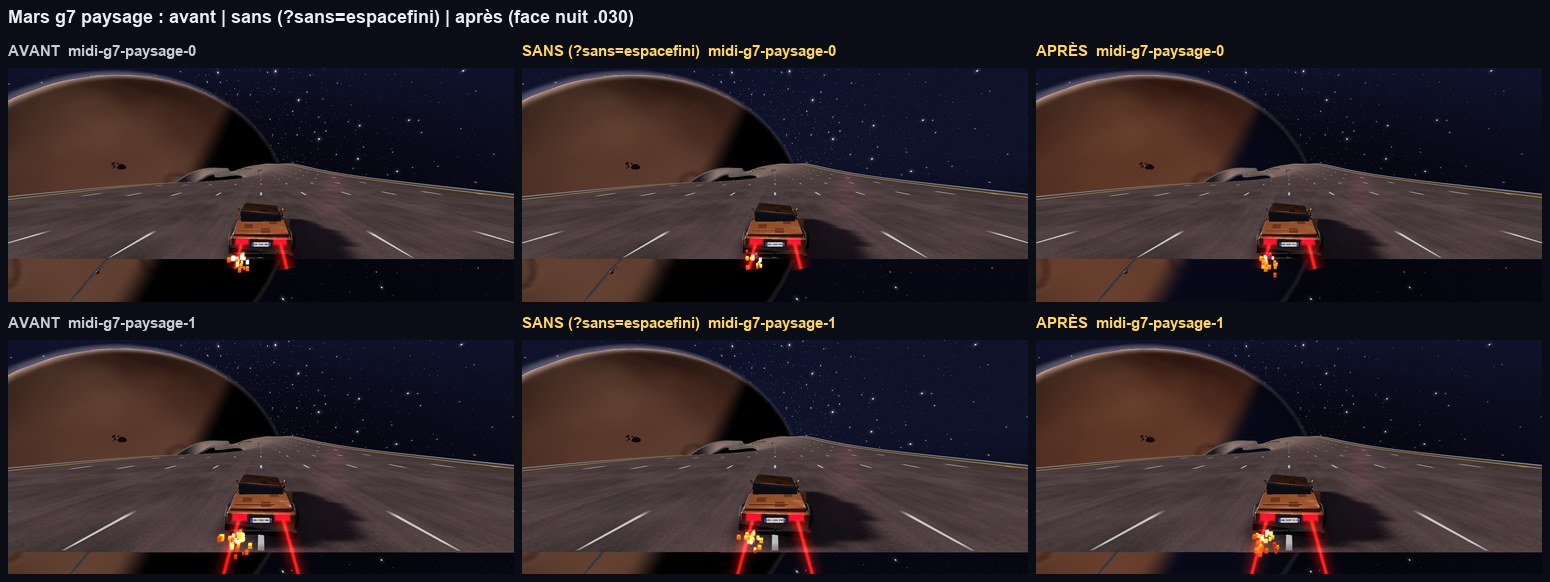 Mars g7 paysage : avant | sans (?sans=espacefini) | après (face nuit .030)
AVANT  midi-g7-paysage-0
SANS (?sans=espacefini)  midi-g7-paysage-0
APRÈS  midi-g7-paysage-0
AVANT  midi-g7-paysage-1
SANS (?sans=espacefini)  midi-g7-paysage-1
APRÈS  midi-g7-paysage-1